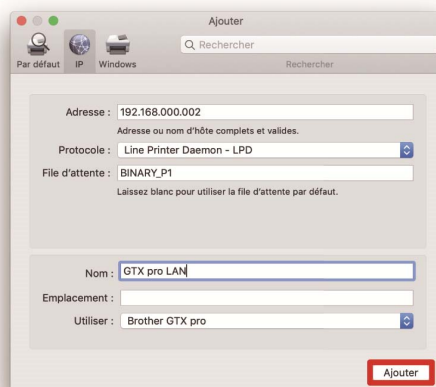 Ajouter
Rechercher
Par défaut IP Windows Rechercher
Adresse : 192.168.000.002
Adresse ou nom d'hôte complets et valides.
Protocole : Line Printer Daemon - LPD
File d'attente : BINARY_P1
Laissez blanc pour utiliser la file d'attente par défaut.
Nom : GTX pro LAN
Emplacement :
Utiliser : Brother GTX pro
Ajouter